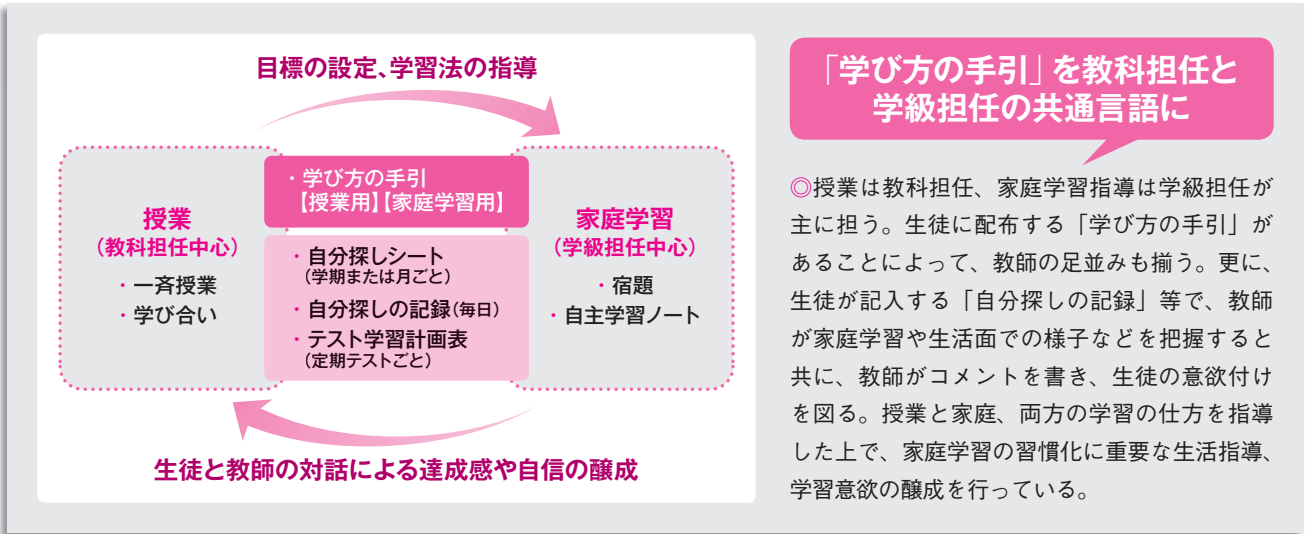 目標の設定、学習法の指導
授業
(教科担任中心)
・一斉授業
・学び合い
・学び方の手引
【授業用】【家庭学習用】
・自分探しシート
(学期または月ごと)
・自分探しの記録(毎日)
・テスト学習計画表
(定期テストごと)
家庭学習
(学級担任中心)
・宿題
・自主学習ノート
生徒と教師の対話による達成感や自信の醸成
「学び方の手引」を教科担任と
学級担任の共通言語に
◎授業は教科担任、家庭学習指導は学級担任が
主に担う。生徒に配布する「学び方の手引」が
あることによって、教師の足並みも揃う。更に、
生徒が記入する「自分探しの記録」等で、教師
が家庭学習や生活面での様子などを把握すると
共に、教師がコメントを書き、生徒の意欲付け
を図る。授業と家庭、両方の学習の仕方を指導
した上で、家庭学習の習慣化に重要な生活指導、
学習意欲の醸成を行っている。